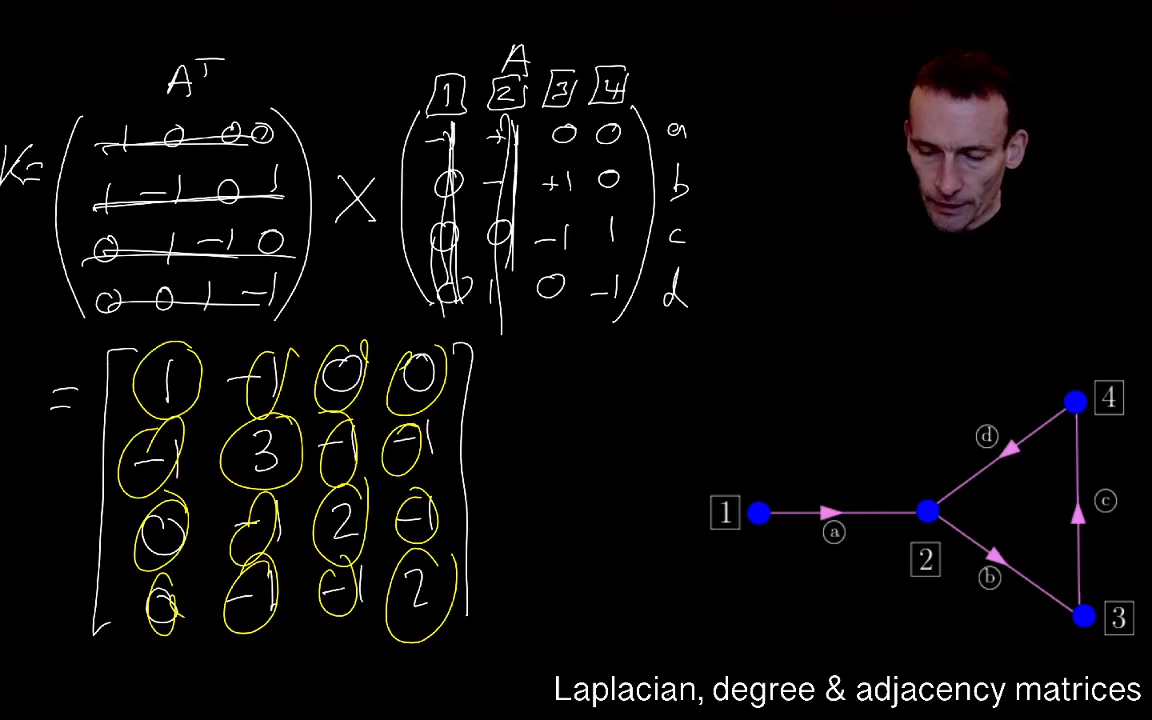 Aᵀ
A
1 2 3 4
K= ( -1 0 0 0 ) × ( -1 +1 0 0 ) a
1 -1 0 1 0 -1 +1 0 b
0 1 -1 0 0 0 -1 1 c
0 0 1 -1 0 1 0 -1 d
= [ 1 -1 0 0 ]
-1 3 -1 -1
0 -1 2 -1
0 -1 -1 2
4
d
c
1
a
2
b
3
Laplacian, degree & adjacency matrices